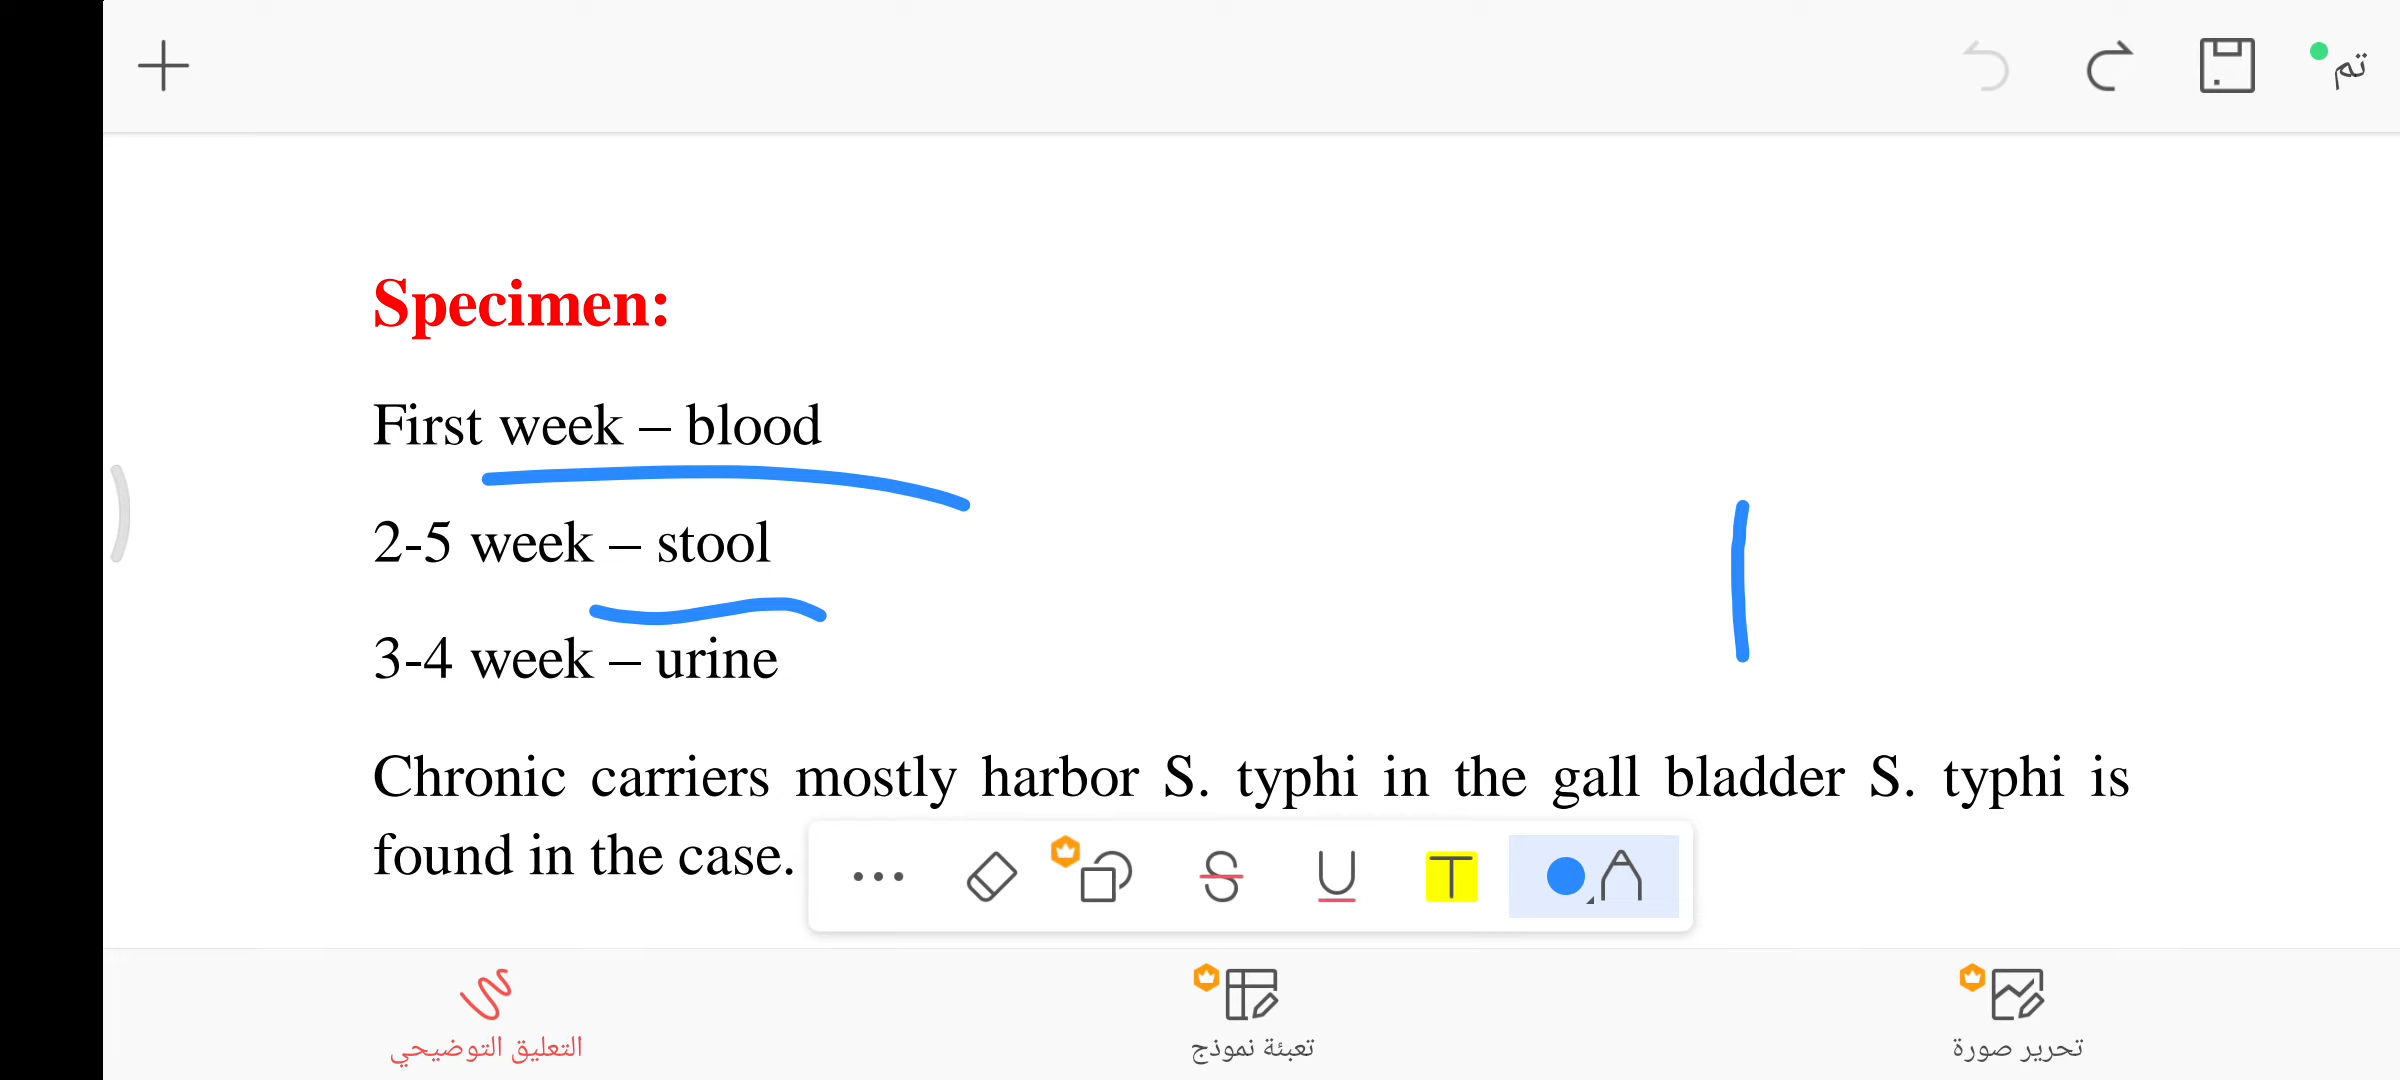 تم
Specimen:
First week – blood
2-5 week – stool
3-4 week – urine
Chronic carriers mostly harbor S. typhi in the gall bladder S. typhi is
found in the case.
التعليق التوضيحي
تعبئة نموذج
تحرير صورة